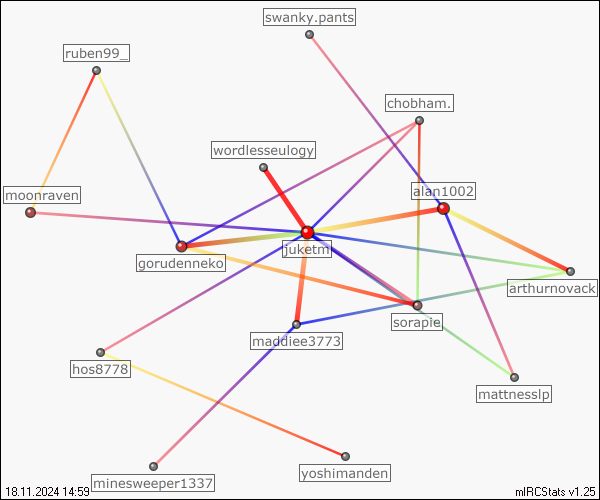 swanky.pants
ruben99_
chobham.
wordlesseulogy
alan1002
moonraven
juketm
gorudenneko
arthurnovack
sorapie
maddiee3773
hos8778
mattnesslp
yoshimanden
minesweeper1337
18.11.2024 14:59
mIRCStats v1.25